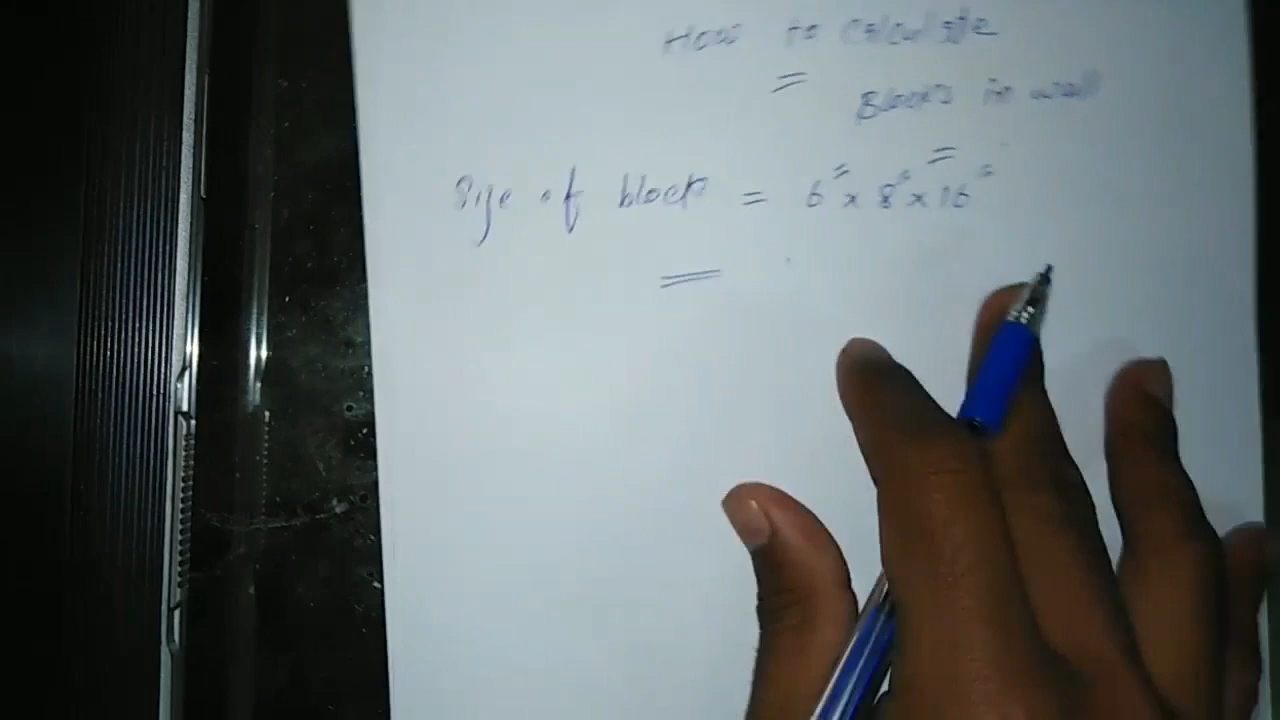 How to calculate
Blocks in wall
Size of block = 6" x 8" x 16"